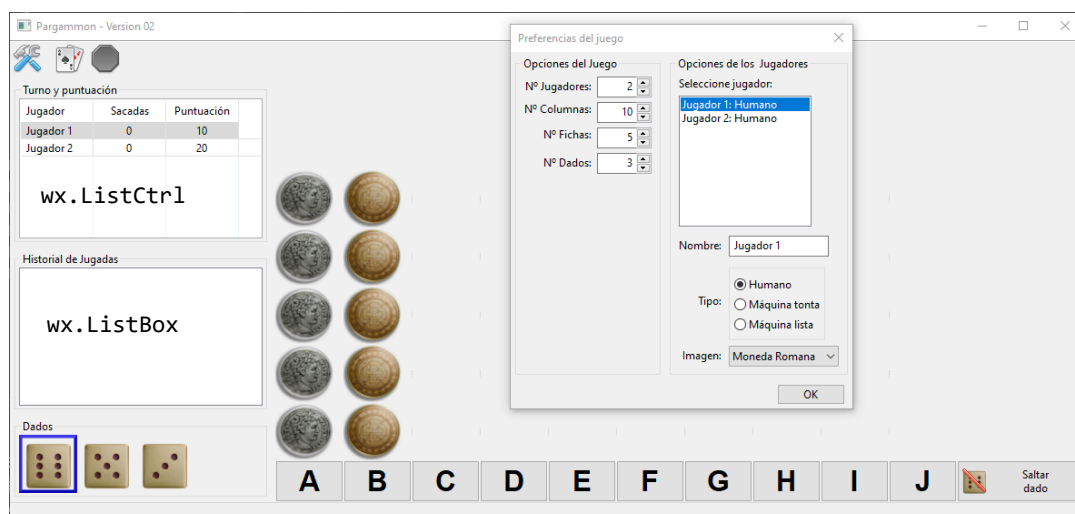 Pargammon - Version 02
Turno y puntuación
Jugador Sacadas Puntuación
Jugador 1 0 10
Jugador 2 0 20
wx.ListCtrl
Historial de Jugadas
wx.ListBox
Dados
A B C D E F G H I J Saltar
dado
Preferencias del juego
Opciones del Juego
Nº Jugadores: 2
Nº Columnas: 10
Nº Fichas: 5
Nº Dados: 3
Opciones de los Jugadores
Seleccione jugador:
Jugador 1: Humano
Jugador 2: Humano
Nombre: Jugador 1
Tipo:
Humano
Máquina tonta
Máquina lista
Imagen: Moneda Romana
OK